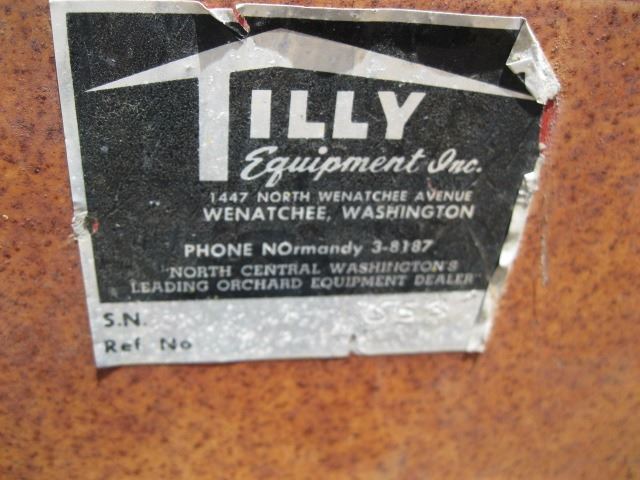 TILLY
Equipment Inc.
1447 NORTH WENATCHEE AVENUE
WENATCHEE, WASHINGTON
PHONE NOrmandy 3-8187
NORTH CENTRAL WASHINGTON'S
LEADING ORCHARD EQUIPMENT DEALER
S.N.
Ref No